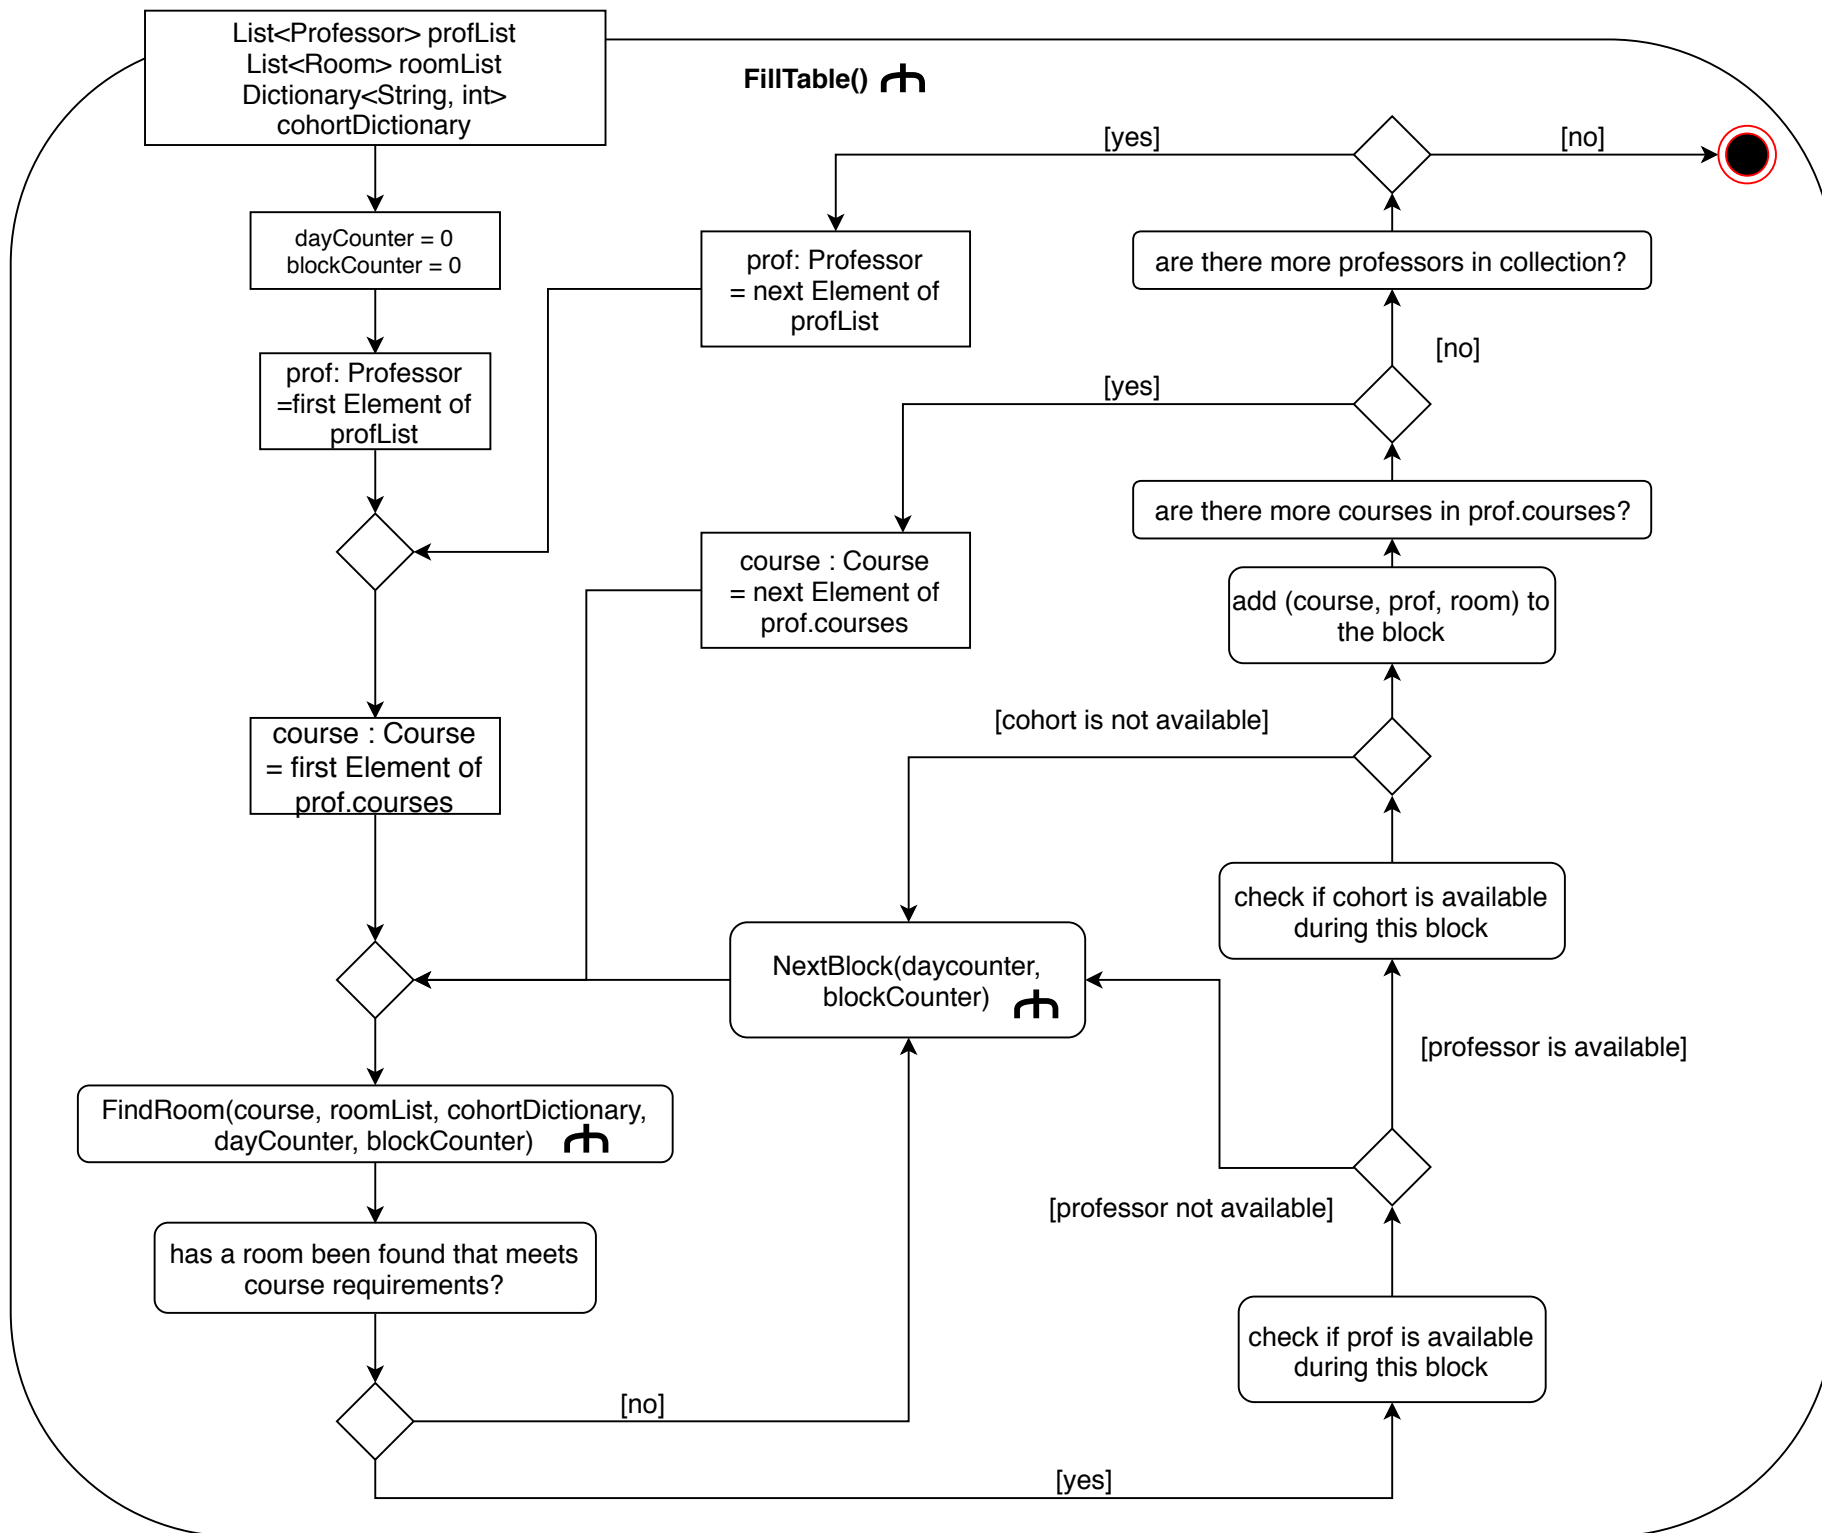 List<Professor> profList
List<Room> roomList
Dictionary<String, int>
cohortDictionary
FillTable()
[yes]
[no]
dayCounter = 0
blockCounter = 0
prof: Professor
= next Element of
profList
are there more professors in collection?
prof: Professor
=first Element of
profList
[no]
[yes]
are there more courses in prof.courses?
course : Course
= next Element of
prof.courses
add (course, prof, room) to
the block
course : Course
= first Element of
prof.courses
[cohort is not available]
check if cohort is available
during this block
NextBlock(daycounter,
blockCounter)
[professor is available]
FindRoom(course, roomList, cohortDictionary,
dayCounter, blockCounter)
[professor not available]
has a room been found that meets
course requirements?
check if prof is available
during this block
[no]
[yes]